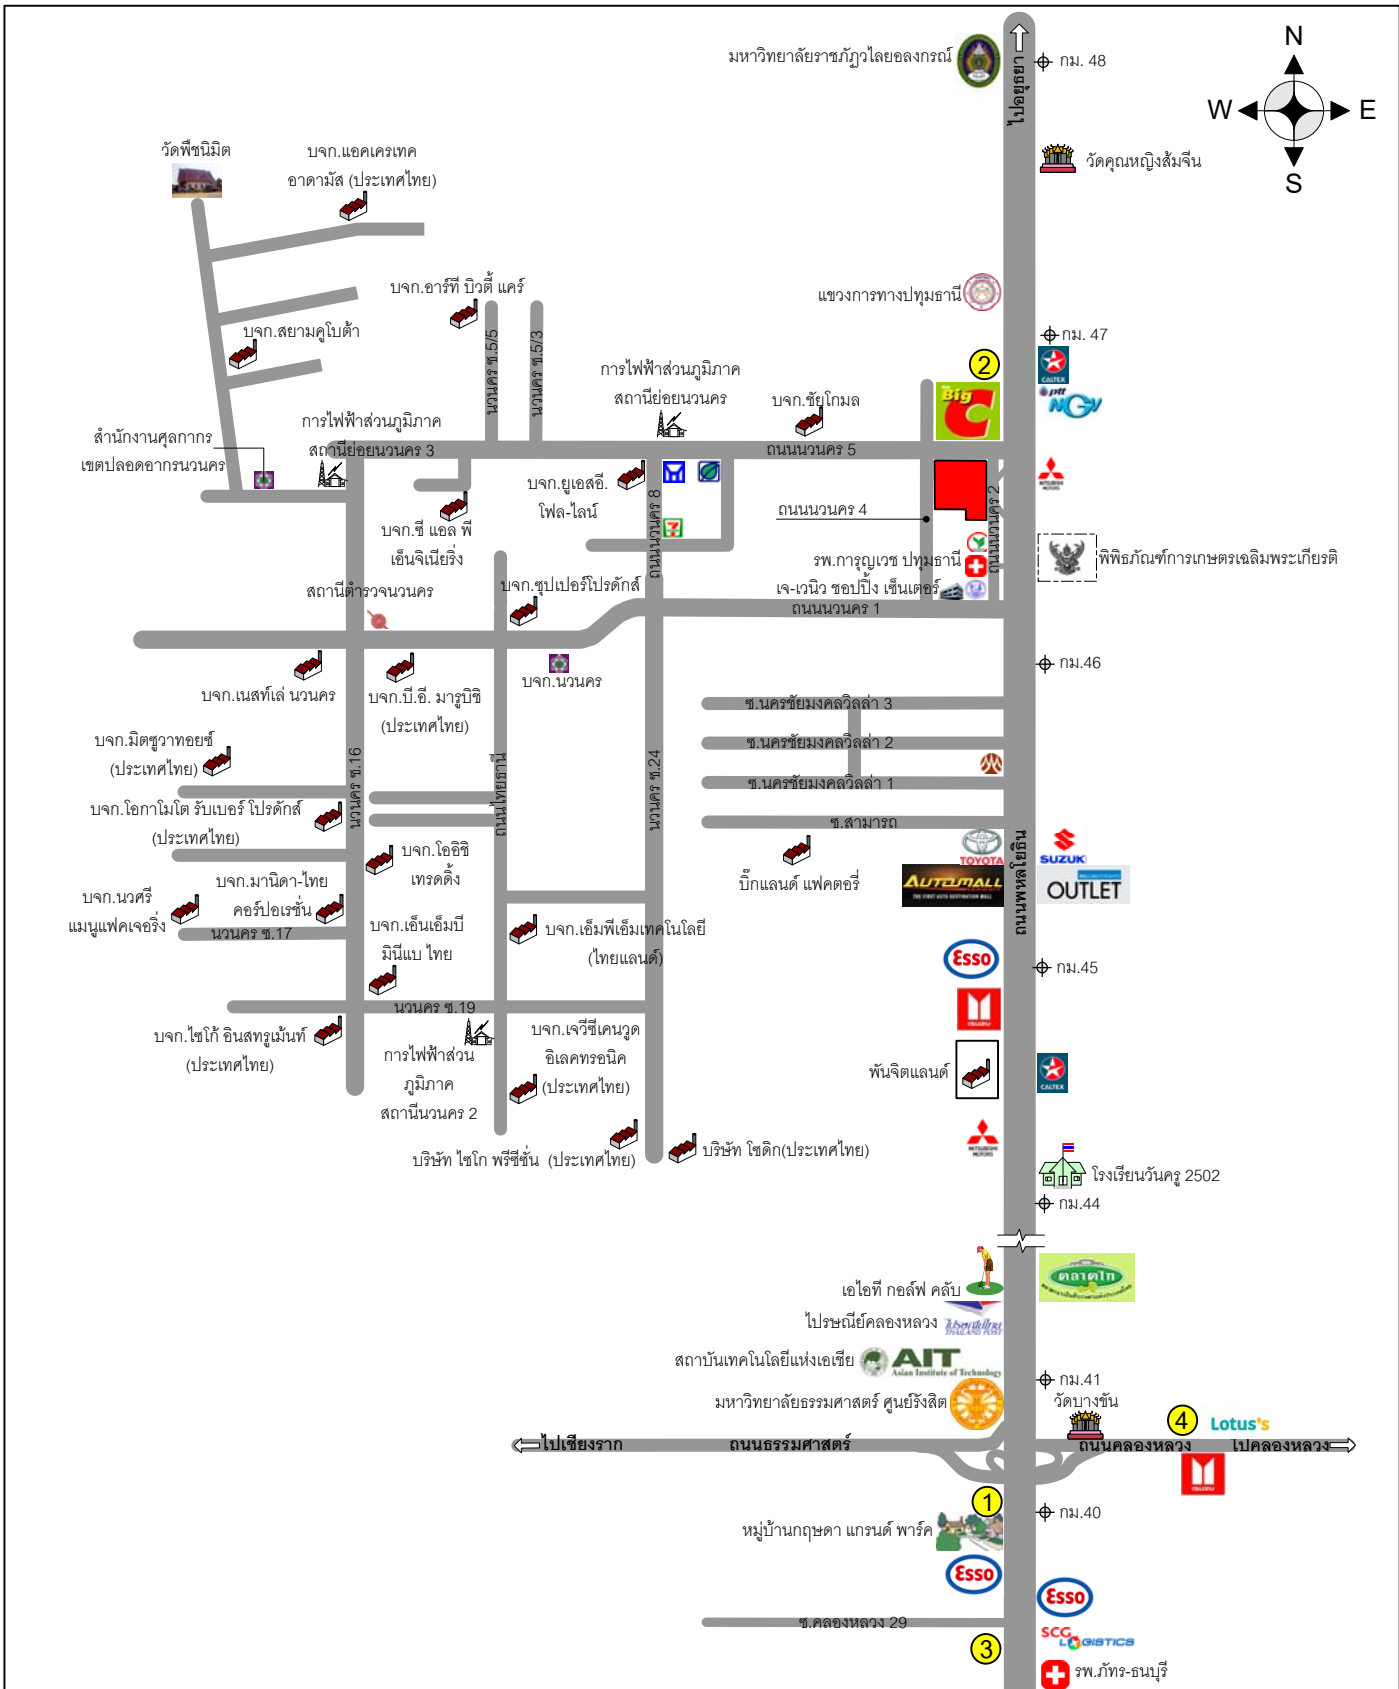 มหาวิทยาลัยราชภัฏวไลยอลงกรณ์
ไปอยุธยา
กม. 48
N
W
E
S
วัดคุณหญิงส้มจีน
วัดพืชนิมิต
บจก.แอคเครเทค
อาดามัส (ประเทศไทย)
แขวงการทางปทุมธานี
บจก.อาร์ที บิวตี้ แคร์
บจก.สยามคูโบต้า
นวนคร ซ.5/5
นวนคร ซ.5/3
กม. 47
CALTEX
ptt
NGV
2
Big
C
การไฟฟ้าส่วนภูมิภาค
สถานีย่อยนวนคร
บจก.ชัยโกมล
การไฟฟ้าส่วนภูมิภาค
สถานีย่อยนวนคร 3
ถนนนวนคร 5
สำนักงานศุลกากร
เขตปลอดอากรนวนคร
บจก.ยูเอสอี.
โฟล-ไลน์
ถนนนวนคร 8
7
ถนนนวนคร 4
ถนนนวนคร 2
MITSUBISHI
MOTORS
บจก.ซี แอล พี
เอ็นจิเนียริ่ง
รพ.การุญเวช ปทุมธานี
พิพิธภัณฑ์การเกษตรเฉลิมพระเกียรติ
เจ-เวนิว ชอปปิ้ง เซ็นเตอร์
ถนนนวนคร 1
สถานีตำรวจนวนคร
บจก.ซุปเปอร์โปรดักส์
บจก.เนสท์เล่ นวนคร
บจก.บี.อี. มารูบิชิ
(ประเทศไทย)
บจก.นวนคร
กม.46
ซ.นครชัยมงคลวิลล่า 3
ซ.นครชัยมงคลวิลล่า 2
ซ.นครชัยมงคลวิลล่า 1
ซ.สามารถ
บจก.มิตซูวาทอยซ์
(ประเทศไทย)
นวนคร ซ.16
ถนนไทยธานี
นวนคร ซ.24
บจก.โอกาโมโต รับเบอร์ โปรดักส์
(ประเทศไทย)
บจก.โออิชิ
เทรดดิ้ง
บิ๊กแลนด์ แฟคตอรี่
TOYOTA
SUZUKI
AUTOMALL
THE FIRST AUTO DESTINATION MALL
OUTLET
ถนนพหลโยธิน
บจก.นวศรี
แมนูแฟคเจอริ่ง
บจก.มานิดา-ไทย
คอร์ปอเรชั่น
นวนคร ซ.17
บจก.เอ็นเอ็มบี
มินีแบ ไทย
บจก.เอ็มพีเอ็มเทคโนโลยี
(ไทยแลนด์)
Esso
กม.45
นวนคร ซ.19
บจก.ไซโก้ อินสทรูเม้นท์
(ประเทศไทย)
การไฟฟ้าส่วน
ภูมิภาค
สถานีนวนคร 2
บจก.เจวีซีเคนวูด
อิเลคทรอนิค
(ประเทศไทย)
พันจิตแลนด์
CALTEX
MITSUBISHI
MOTORS
บริษัท ไซโก พรีซีชั่น (ประเทศไทย)
บริษัท โซดิก(ประเทศไทย)
โรงเรียนวันครู 2502
กม.44
เอไอที กอล์ฟ คลับ
ตลาดไท
ไปรษณีย์คลองหลวง
ไปรษณีย์ไทย
THAILAND POST
สถาบันเทคโนโลยีแห่งเอเชีย
AIT
Asian Institute of Technology
กม.41
มหาวิทยาลัยธรรมศาสตร์ ศูนย์รังสิต
วัดบางขัน
4
Lotus's
ไปเชียงราก
ถนนธรรมศาสตร์
ถนนคลองหลวง
ไปคลองหลวง
1
กม.40
หมู่บ้านกฤษดา แกรนด์ พาร์ค
Esso
Esso
ซ.คลองหลวง 29
3
SCG
LOGISTICS
รพ.ภัทร-ธนบุรี